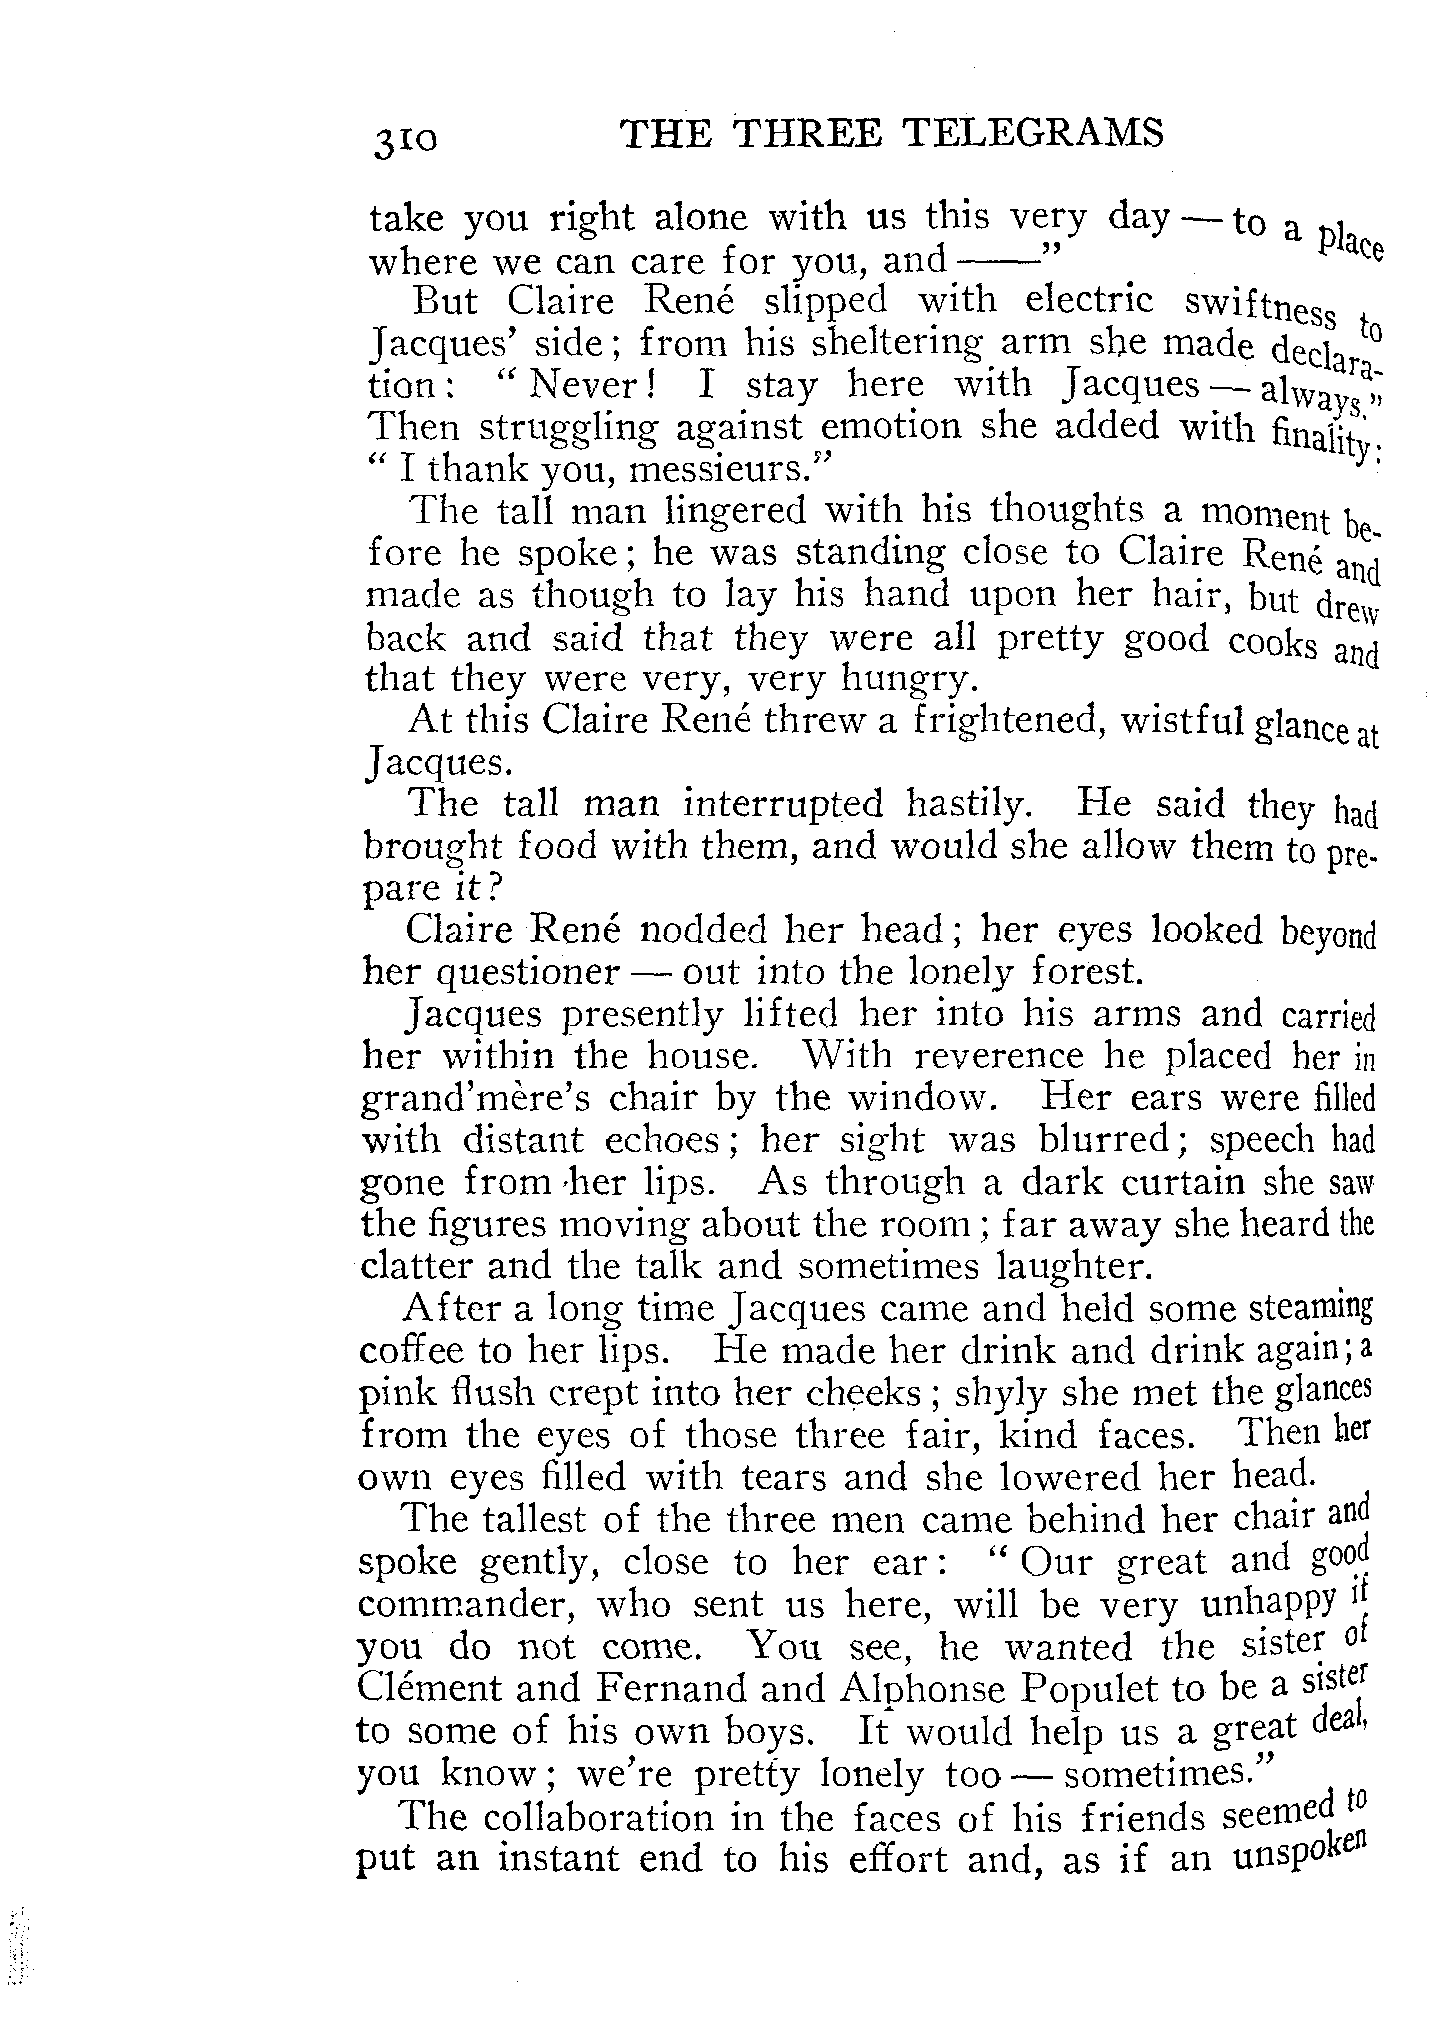 310 THE THREE TELEGRAMS
take you right alone with us this very day — to a place
where we can care for you, and ——"
But Claire René slipped with electric swiftness to
Jacques' side; from his sheltering arm she made declara-
tion: "Never! I stay here with Jacques — always."
Then struggling against emotion she added with finality:
"I thank you, messieurs."
The tall man lingered with his thoughts a moment be-
fore he spoke; he was standing close to Claire René and
made as though to lay his hand upon her hair, but drew
back and said that they were all pretty good cooks and
that they were very, very hungry.
At this Claire René threw a frightened, wistful glance at
Jacques.
The tall man interrupted hastily. He said they had
brought food with them, and would she allow them to pre-
pare it?
Claire René nodded her head; her eyes looked beyond
her questioner — out into the lonely forest.
Jacques presently lifted her into his arms and carried
her within the house. With reverence he placed her in
grand'mère's chair by the window. Her ears were filled
with distant echoes; her sight was blurred; speech had
gone from her lips. As through a dark curtain she saw
the figures moving about the room; far away she heard the
clatter and the talk and sometimes laughter.
After a long time Jacques came and held some steaming
coffee to her lips. He made her drink and drink again; a
pink flush crept into her cheeks; shyly she met the glances
from the eyes of those three fair, kind faces. Then her
own eyes filled with tears and she lowered her head.
The tallest of the three men came behind her chair and
spoke gently, close to her ear: "Our great and good
commander, who sent us here, will be very unhappy if
you do not come. You see, he wanted the sister of
Clément and Fernand and Alphonse Populet to be a sister
to some of his own boys. It would help us a great deal,
you know; we're pretty lonely too — sometimes."
The collaboration in the faces of his friends seemed to
put an instant end to his effort and, as if an unspoken